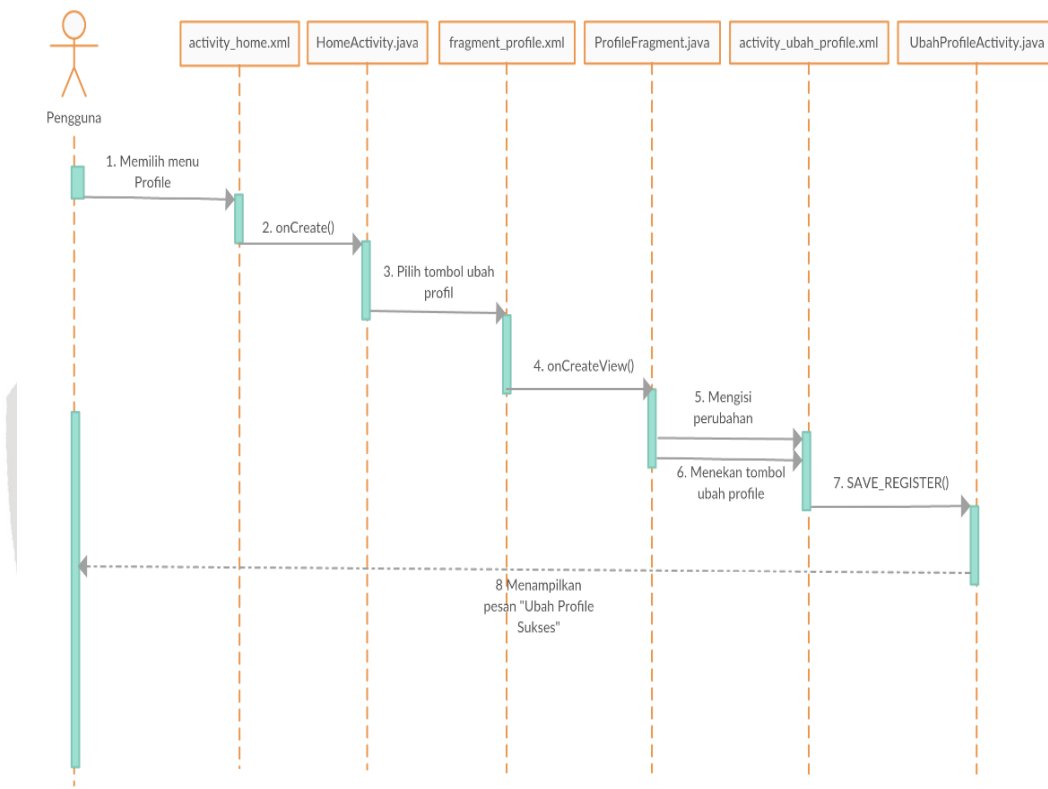 activity_home.xml
HomeActivity.java
fragment_profile.xml
ProfileFragment.java
activity_ubah_profile.xml
UbahProfileActivity.java
Pengguna
1. Memilih menu
Profile
2. onCreate()
3. Pilih tombol ubah
profil
4. onCreateView()
5. Mengisi
perubahan
6. Menekan tombol
ubah profile
7. SAVE_REGISTER()
8 Menampilkan
pesan "Ubah Profile
Sukses"